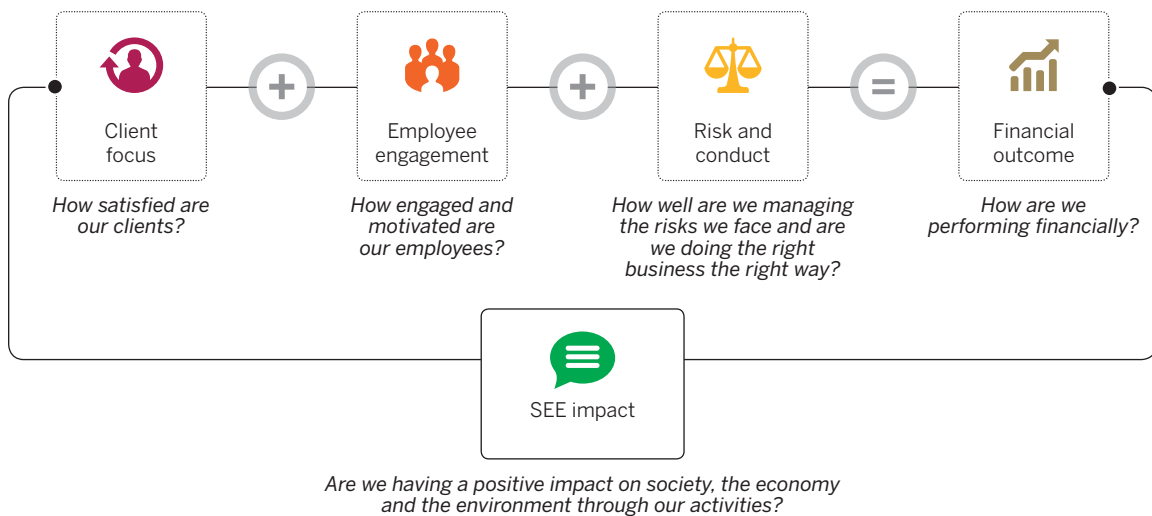 Client
focus
+
Employee
engagement
+
Risk and
conduct
=
Financial
outcome
How satisfied are
our clients?
How engaged and
motivated are
our employees?
How well are we managing
the risks we face and are
we doing the right
business the right way?
How are we
performing financially?
SEE impact
Are we having a positive impact on society, the economy
and the environment through our activities?